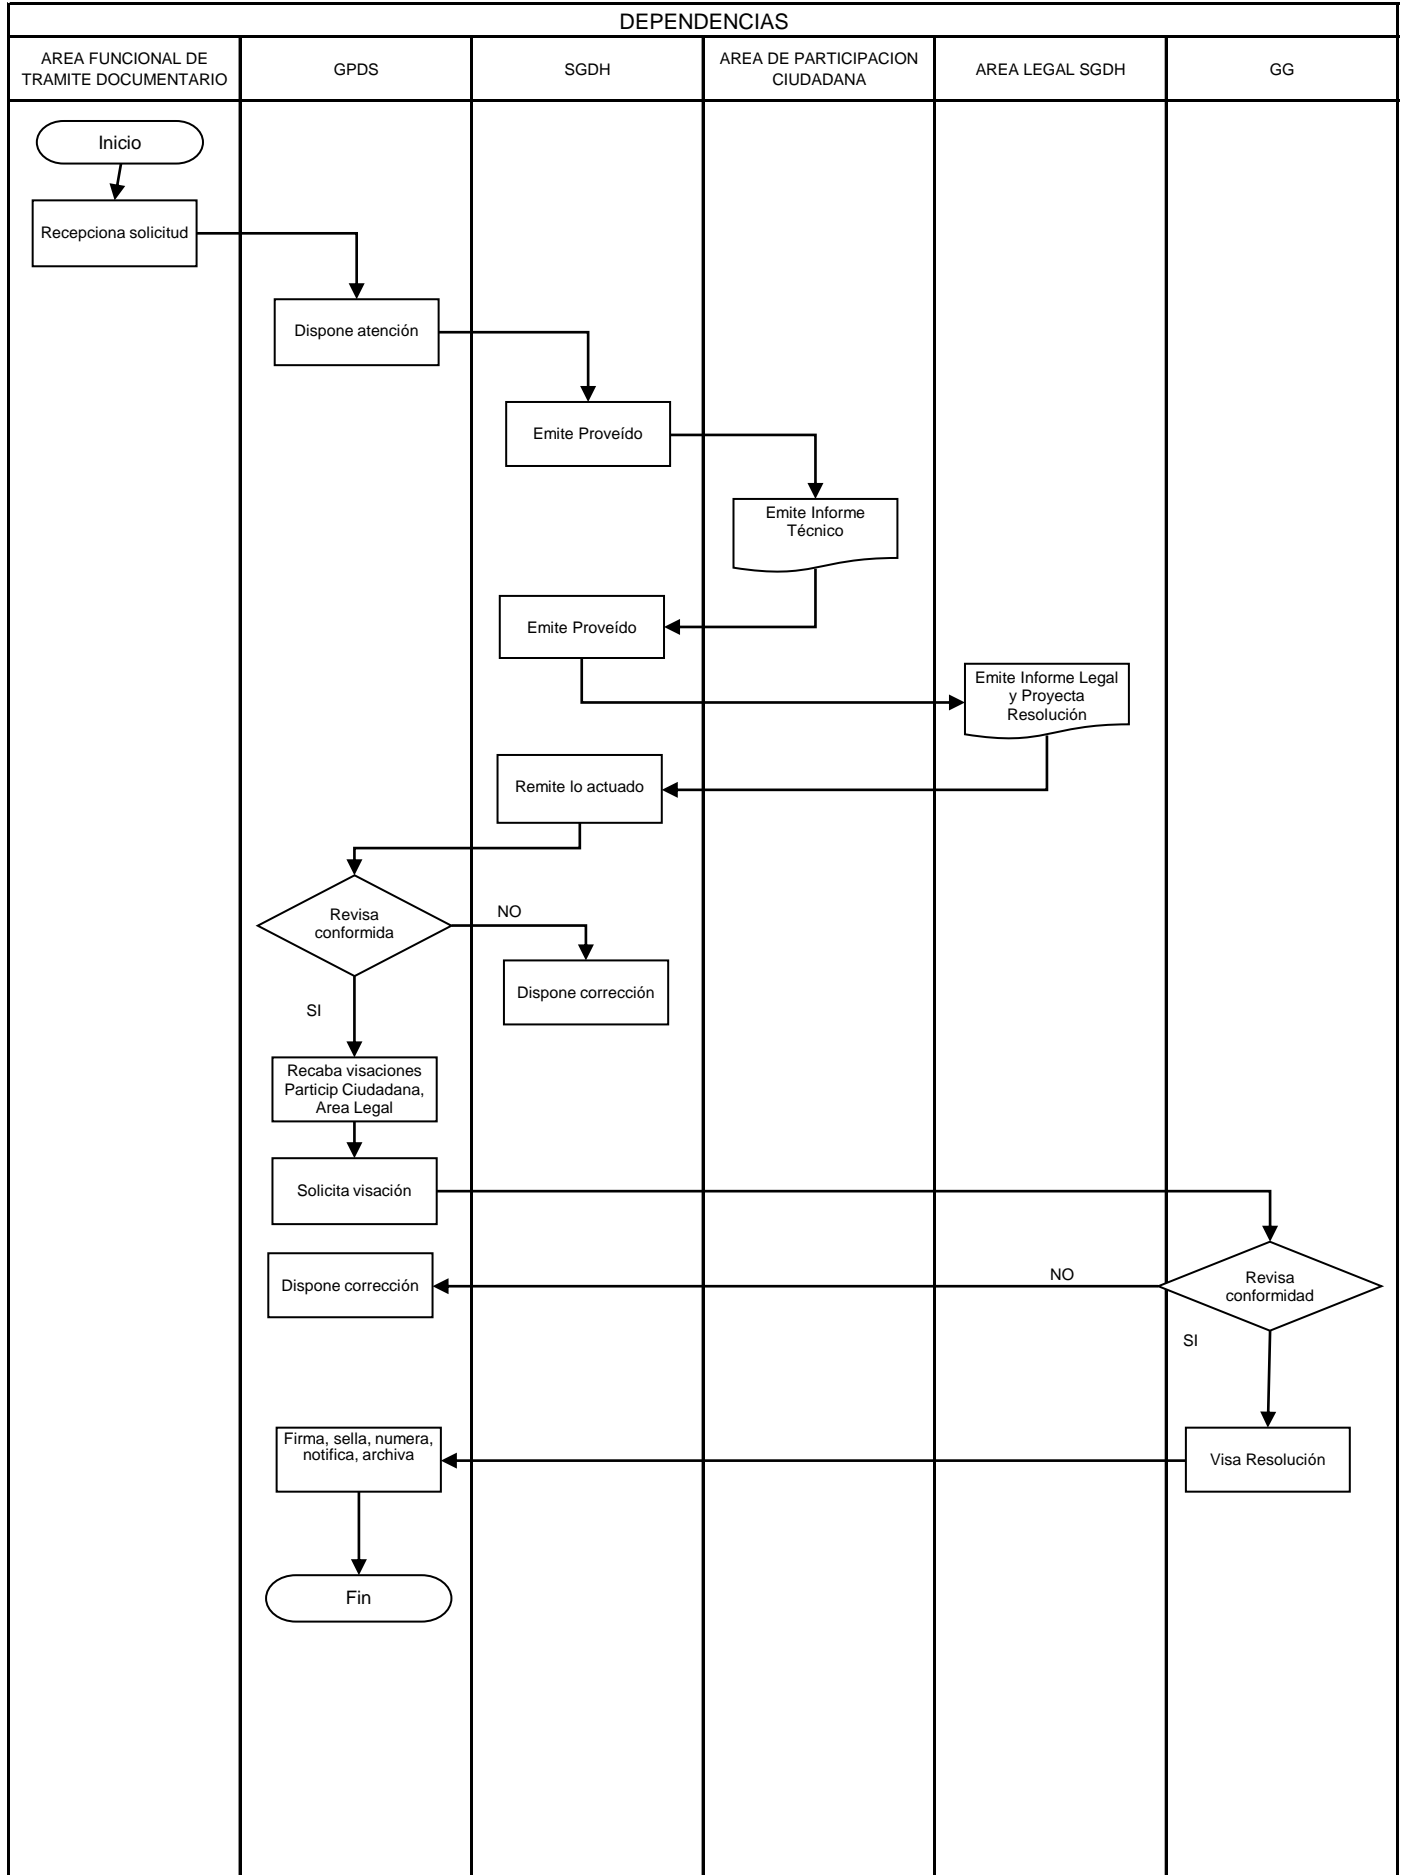 DEPENDENCIAS
AREA FUNCIONAL DE
TRAMITE DOCUMENTARIO
GPDS
SGDH
AREA DE PARTICIPACION
CIUDADANA
AREA LEGAL SGDH
GG
Inicio
Recepciona solicitud
Dispone atención
Emite Proveído
Emite Informe
Técnico
Emite Proveído
Emite Informe Legal
y Proyecta
Resolución
Remite lo actuado
Revisa
conformida
NO
Dispone corrección
SI
Recaba visaciones
Particip Ciudadana,
Area Legal
Solicita visación
Dispone corrección
NO
Revisa
conformidad
SI
Firma, sella, numera,
notifica, archiva
Visa Resolución
Fin